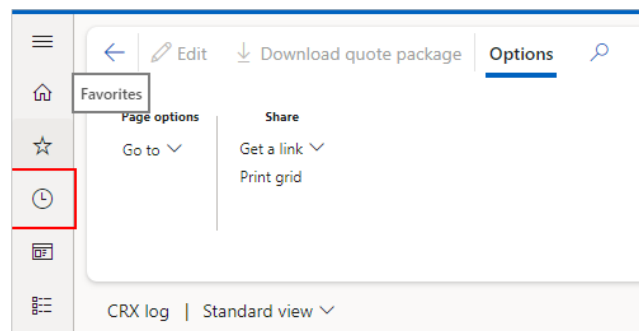 Edit Download quote package Options
Favorites
Page options Share
Go to Get a link
Print grid
CRX log | Standard view